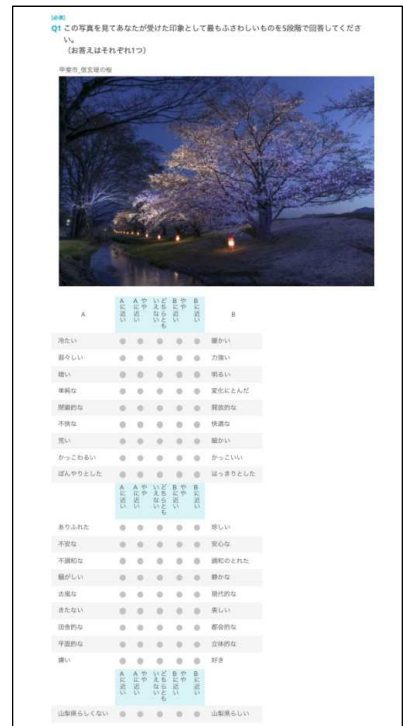 [必須]
Q1 この写真を見てあなたが受けた印象として最もふさわしいものを5段階で回答してくださ
い。
（お答えはそれぞれ1つ）
甲斐市_信玄堤の桜
A Aに近い ややAに近い どちらともいえない ややBに近い Bに近い B
冷たい 暖かい
弱々しい 力強い
暗い 明るい
単純な 変化にとんだ
閉鎖的な 開放的な
不快な 快適な
荒い 細かい
かっこわるい かっこいい
ぼんやりとした はっきりとした
Aに近い ややAに近い どちらともいえない ややBに近い Bに近い
ありふれた 珍しい
不安な 安心な
不調和な 調和のとれた
騒がしい 静かな
古風な 現代的な
きたない 美しい
田舎的な 都会的な
平面的な 立体的な
嫌い 好き
Aに近い ややAに近い どちらともいえない ややBに近い Bに近い
山梨県らしくない 山梨県らしい